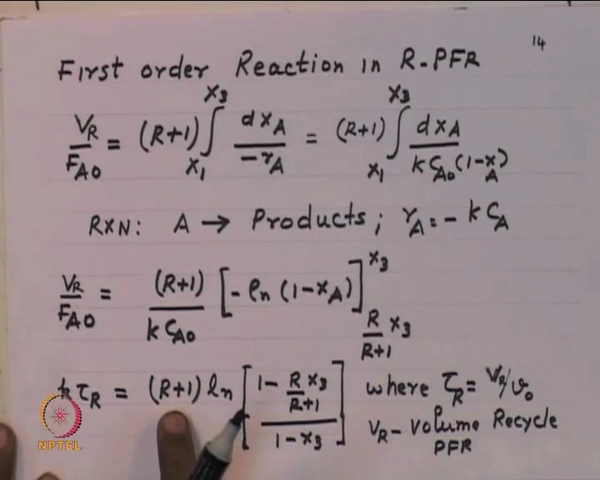 14
First order Reaction in R-PFR
V_R/F_A0 = (R+1) ∫_{X_1}^{X_3} dX_A/-r_A = (R+1) ∫_{X_1}^{X_3} dX_A/kC_A0(1-X_A)
RXN: A → Products; r_A = - k C_A
V_R/F_A0 = (R+1)/kC_A0 [-ln (1-X_A)]_{R/R+1 X_3}^{X_3}
k τ_R = (R+1) ln [(1 - R X_3/R+1)/(1-X_3)] where τ_R = V_R/v_0
V_R - Volume Recycle
PFR
NPTEL